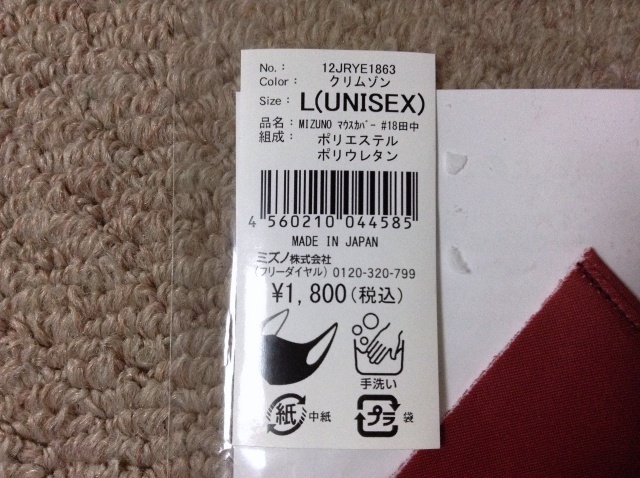 No.: 12JRYE1863
Color: クリムゾン
Size: L(UNISEX)
品名: MIZUNO ﾏｳｽｶﾊﾞｰ #18田中
組成: ポリエステル
ポリウレタン
4 560210 044585
MADE IN JAPAN
ミズノ株式会社
(フリーダイヤル) 0120-320-799
¥1,800(税込)
手洗い
紙 中紙
プラ 袋